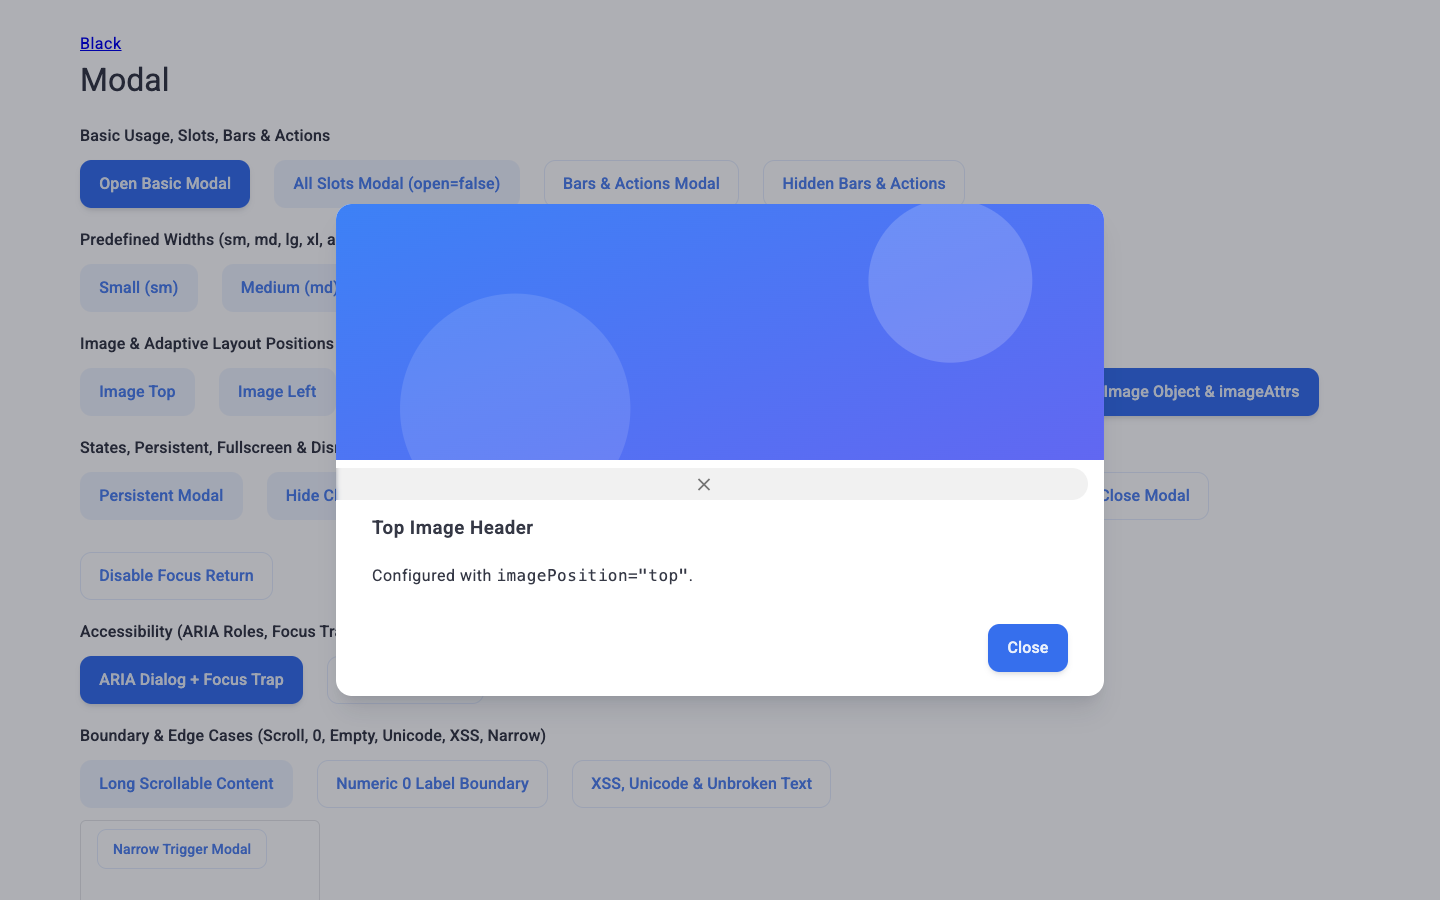 Black
Modal
Basic Usage, Slots, Bars & Actions
Open Basic Modal
All Slots Modal (open=false)
Bars & Actions Modal
Hidden Bars & Actions
Predefined Widths (sm, md, lg, xl, a
Small (sm)
Medium (md)
Image & Adaptive Layout Positions
Image Top
Image Left
Image Object & imageAttrs
States, Persistent, Fullscreen & Dis
Persistent Modal
Hide Cl
Close Modal
Disable Focus Return
Top Image Header
Configured with imagePosition="top".
Close
Accessibility (ARIA Roles, Focus Tra
ARIA Dialog + Focus Trap
Boundary & Edge Cases (Scroll, 0, Empty, Unicode, XSS, Narrow)
Long Scrollable Content
Numeric 0 Label Boundary
XSS, Unicode & Unbroken Text
Narrow Trigger Modal